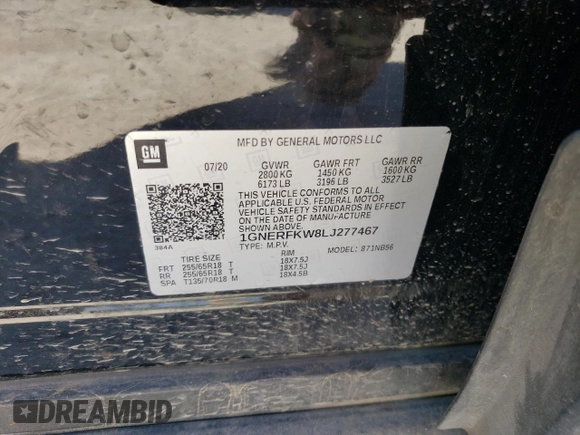 GM
MFD BY GENERAL MOTORS LLC
07/20 GVWR GAWR FRT GAWR RR
2800 KG 1450 KG 1600 KG
6173 LB 3196 LB 3527 LB
THIS VEHICLE CONFORMS TO ALL
APPLICABLE U.S. FEDERAL MOTOR
VEHICLE SAFETY STANDARDS IN EFFECT
ON THE DATE OF MANUFACTURE
SHOWN ABOVE.
384A 1GNERFKW8LJ277467
TYPE: M.P.V. MODEL: 871NB56
TIRE SIZE RIM
FRT 255/65R18 T 18X7.5J
RR 255/65R18 T 18X7.5J
SPA T135/70R18 M 18X4.5B
DREAMBID